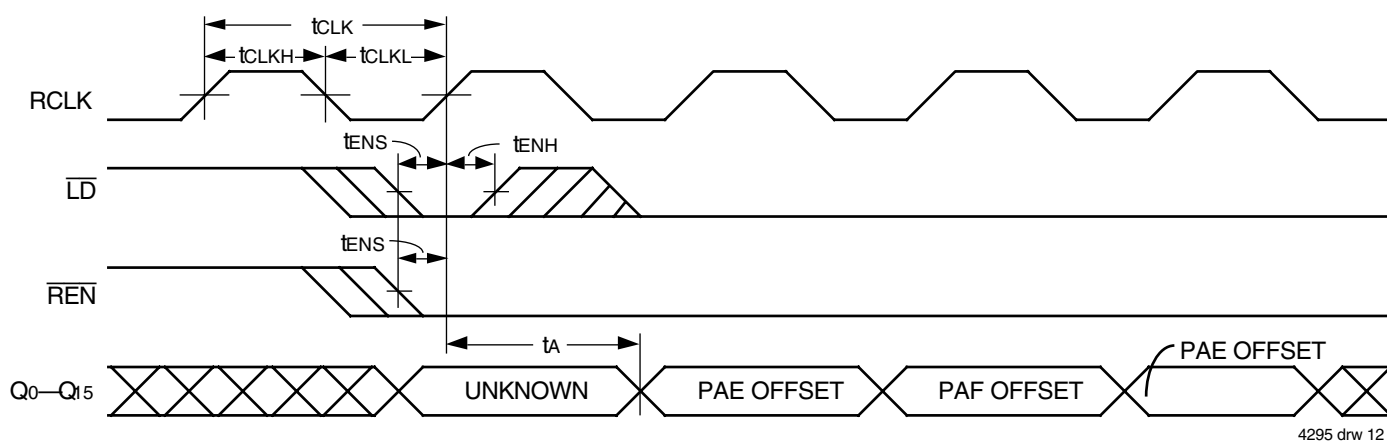 tCLK
tCLKH tCLKL
RCLK
tENS tENH
LD
tENS
REN
tA
PAE OFFSET
Q0—Q15 UNKNOWN PAE OFFSET PAF OFFSET
4295 drw 12